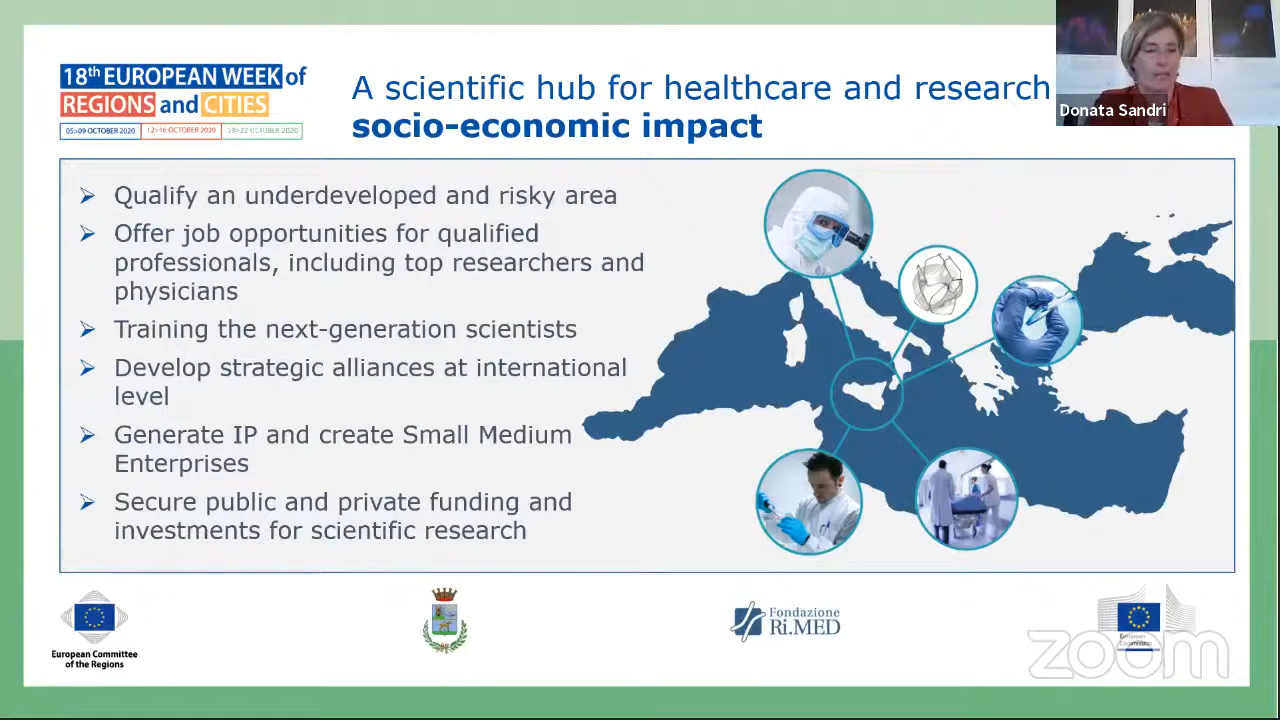 18th EUROPEAN WEEK of
REGIONS and CITIES
05>09 OCTOBER 2020 12>16 OCTOBER 2020 19>22 OCTOBER 2020
A scientific hub for healthcare and research
socio-economic impact
Donata Sandri
Qualify an underdeveloped and risky area
Offer job opportunities for qualified
professionals, including top researchers and
physicians
Training the next-generation scientists
Develop strategic alliances at international
level
Generate IP and create Small Medium
Enterprises
Secure public and private funding and
investments for scientific research
European Committee
of the Regions
Fondazione
Ri.MED
European
Commission
zoom